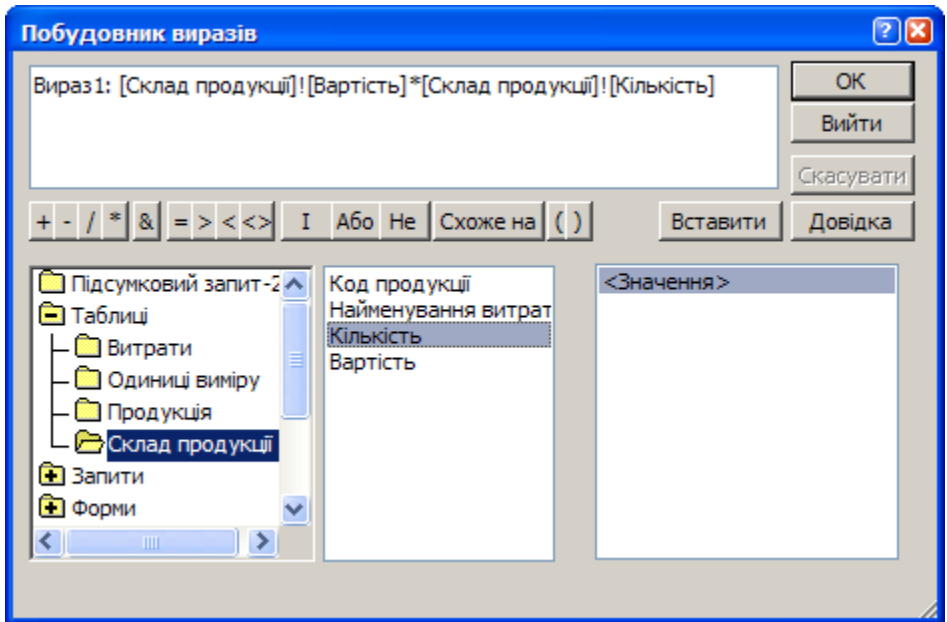 Побудовник виразів
Вираз1: [Склад продукції]![Вартість]*[Склад продукції]![Кількість]
ОК
Вийти
Скасувати
+ - / * & = > < <> І Або Не Схоже на ( ) Вставити Довідка
Підсумковий запит-2
Таблиці
Витрати
Одиниці виміру
Продукція
Склад продукції
Запити
Форми
Код продукції
Найменування витрат
Кількість
Вартість
<Значення>